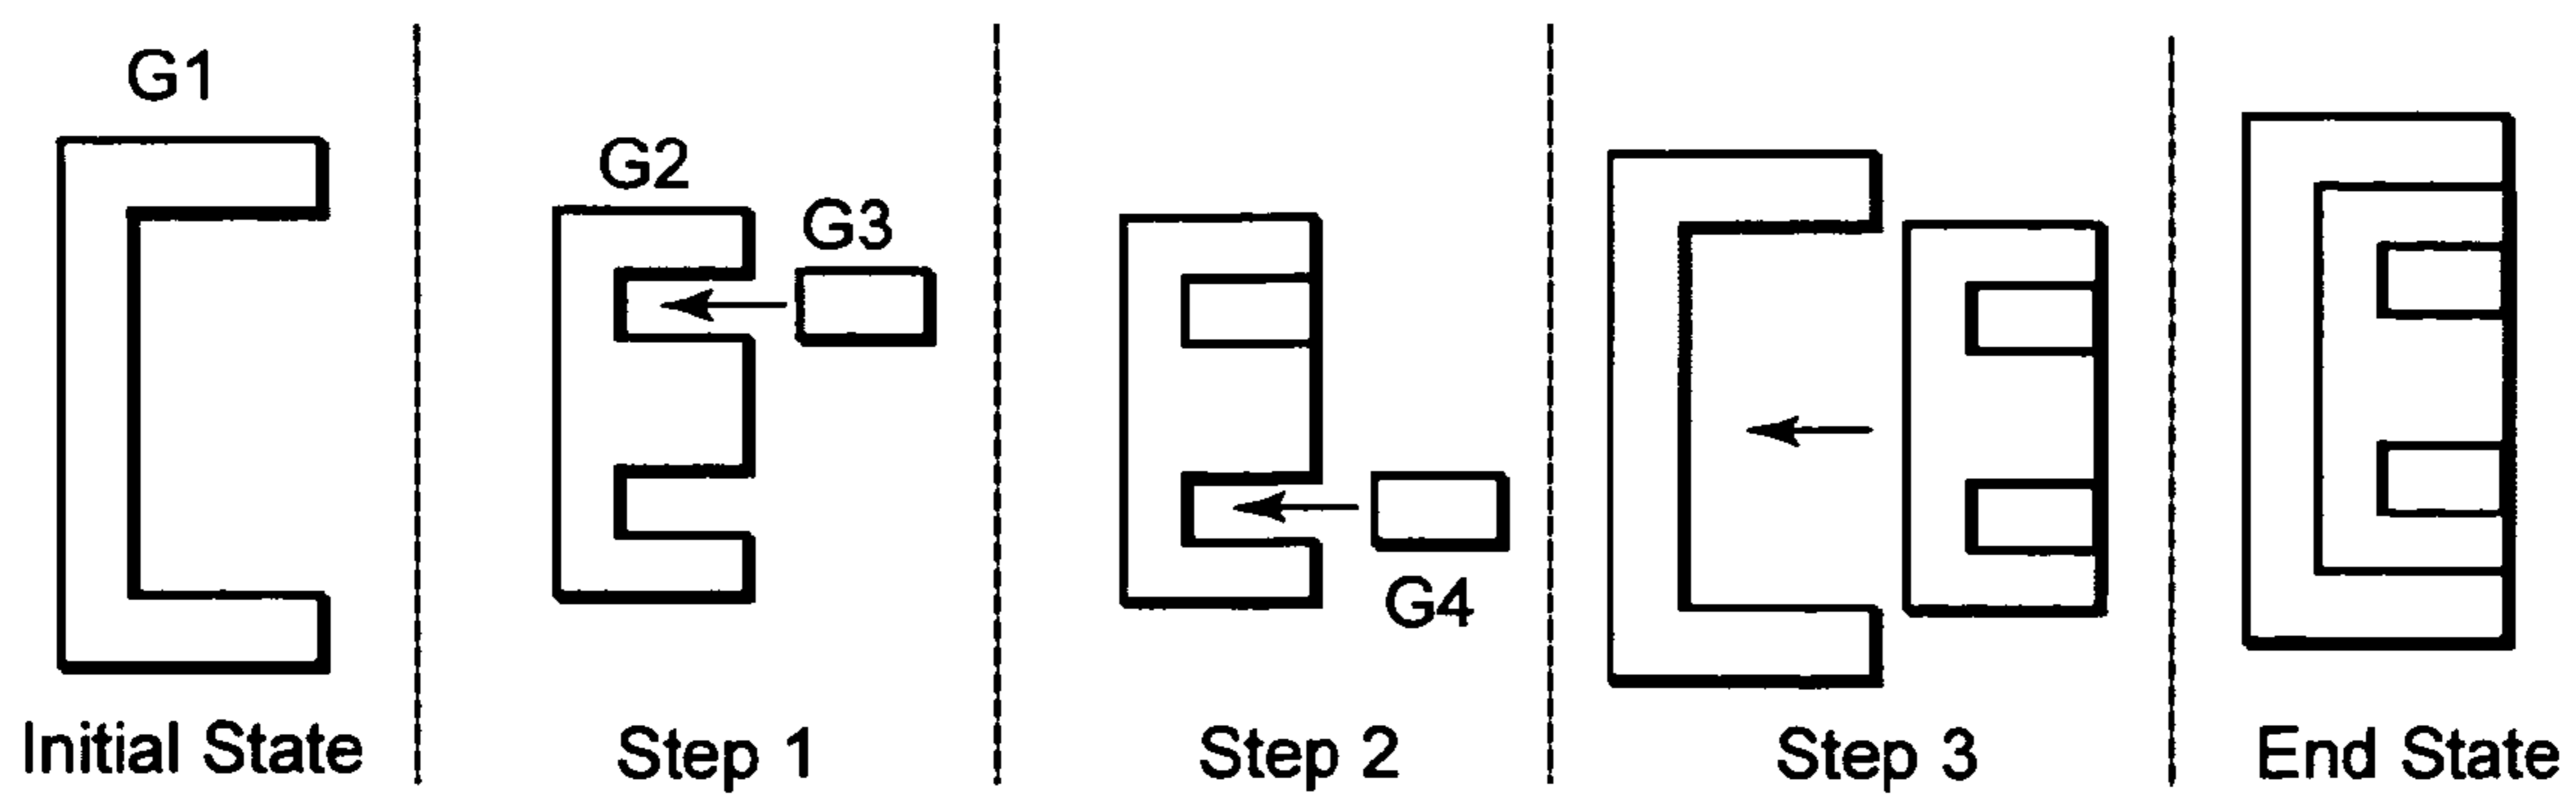 G1
G2
G3
G4
Initial State
Step 1
Step 2
Step 3
End State